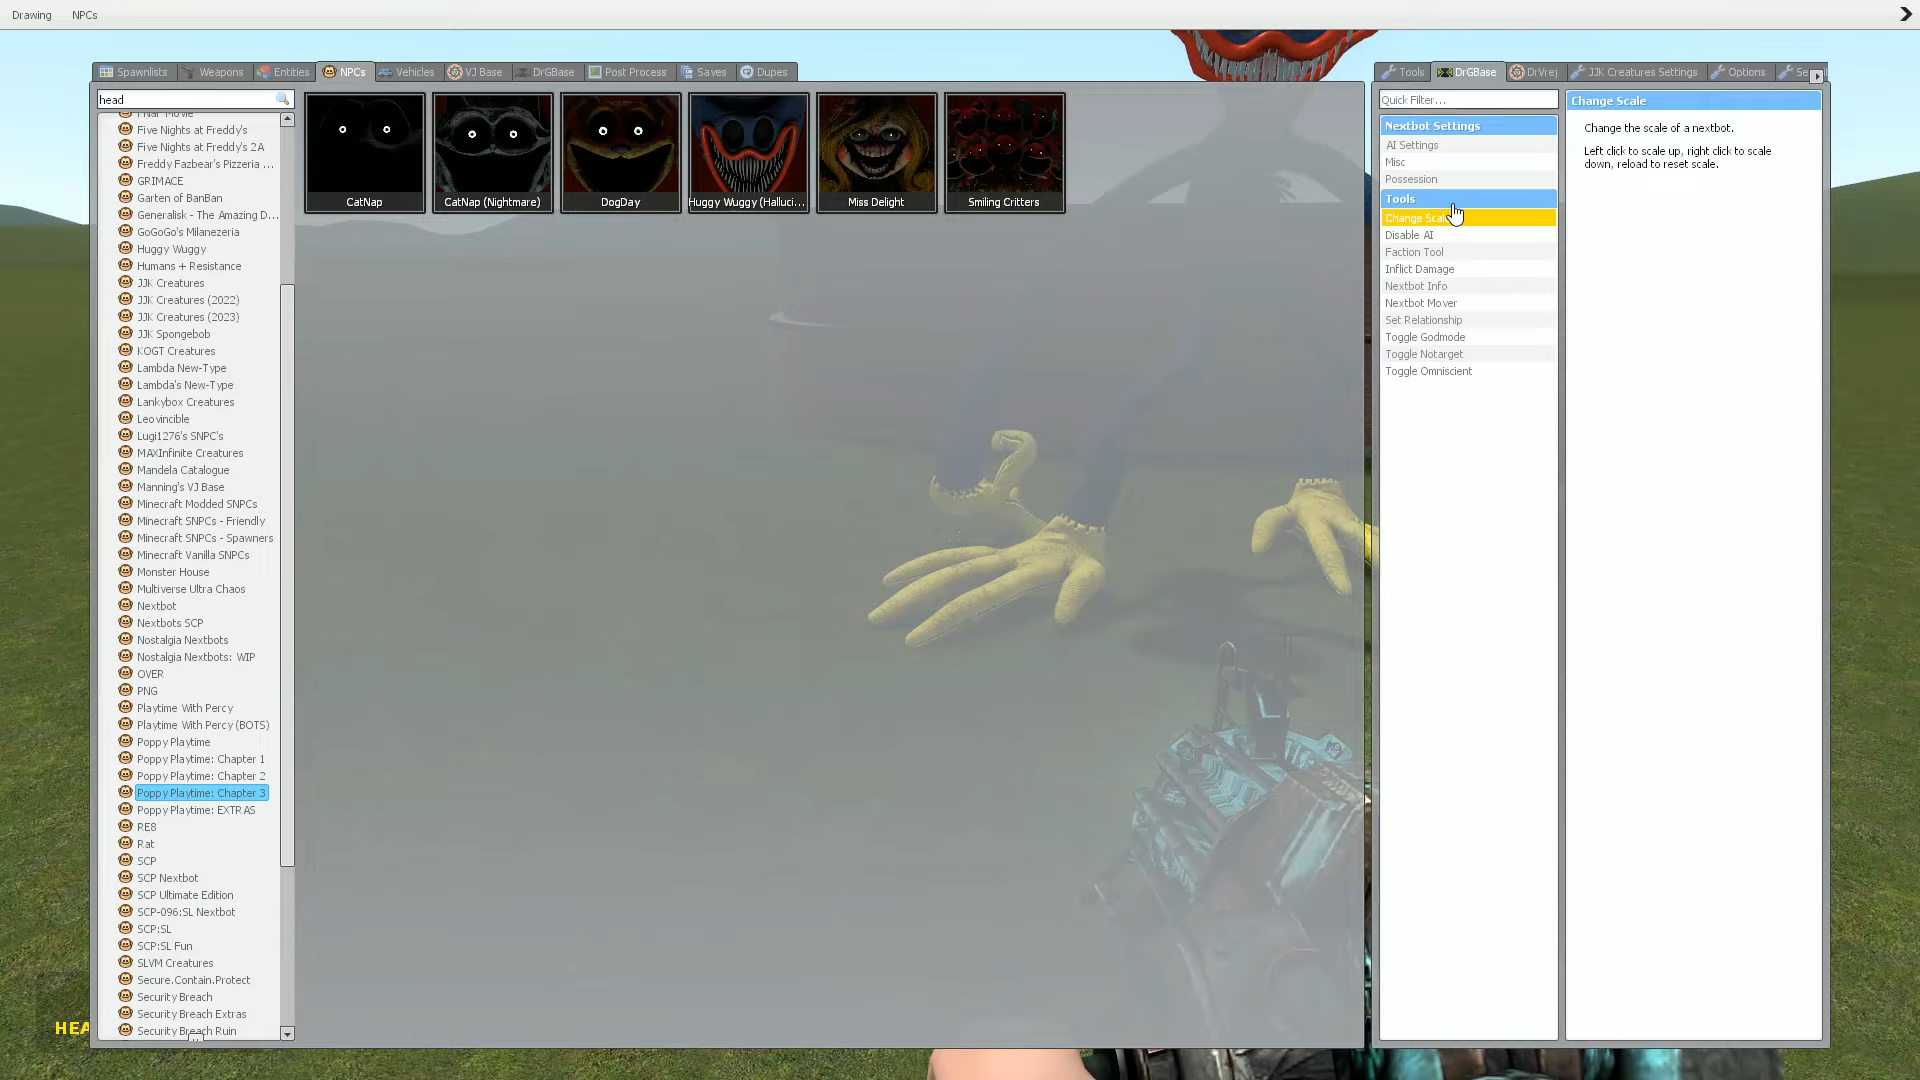 Drawing NPCs
Spawnlists Weapons Entities NPCs Vehicles VJ Base DrGBase Post Process Saves Dupes
Tools DrGBase DrVrej JJK Creatures Settings Options
head
Five Nights at Freddy's
Five Nights at Freddy's 2A
Freddy Fazbear's Pizzeria ...
GRIMACE
Garten of BanBan
Generalisk - The Amazing D...
GoGoGo's Milanezeria
Huggy Wuggy
Humans + Resistance
JJK Creatures
JJK Creatures (2022)
JJK Creatures (2023)
JJK Spongebob
KOGT Creatures
Lambda New-Type
Lambda's New-Type
Lankybox Creatures
Leovincible
Lugi1276's SNPC's
MAXInfinite Creatures
Mandela Catalogue
Manning's VJ Base
Minecraft Modded SNPCs
Minecraft SNPCs - Friendly
Minecraft SNPCs - Spawners
Minecraft Vanilla SNPCs
Monster House
Multiverse Ultra Chaos
Nextbot
Nextbots SCP
Nostalgia Nextbots
Nostalgia Nextbots: WIP
OVER
PNG
Playtime With Percy
Playtime With Percy (BOTS)
Poppy Playtime
Poppy Playtime: Chapter 1
Poppy Playtime: Chapter 2
Poppy Playtime: Chapter 3
Poppy Playtime: EXTRAS
RE8
Rat
SCP
SCP Nextbot
SCP Ultimate Edition
SCP-096:SL Nextbot
SCP:SL
SCP:SL Fun
SLVM Creatures
Secure.Contain.Protect
Security Breach
Security Breach Extras
Security Breach Ruin
CatNap
CatNap (Nightmare)
DogDay
Huggy Wuggy (Halluci...
Miss Delight
Smiling Critters
Quick Filter...
Nextbot Settings
AI Settings
Misc
Possession
Tools
Change Scal
Disable AI
Faction Tool
Inflict Damage
Nextbot Info
Nextbot Mover
Set Relationship
Toggle Godmode
Toggle Notarget
Toggle Omniscient
Change Scale
Change the scale of a nextbot.
Left click to scale up, right click to scale
down, reload to reset scale.
HEA